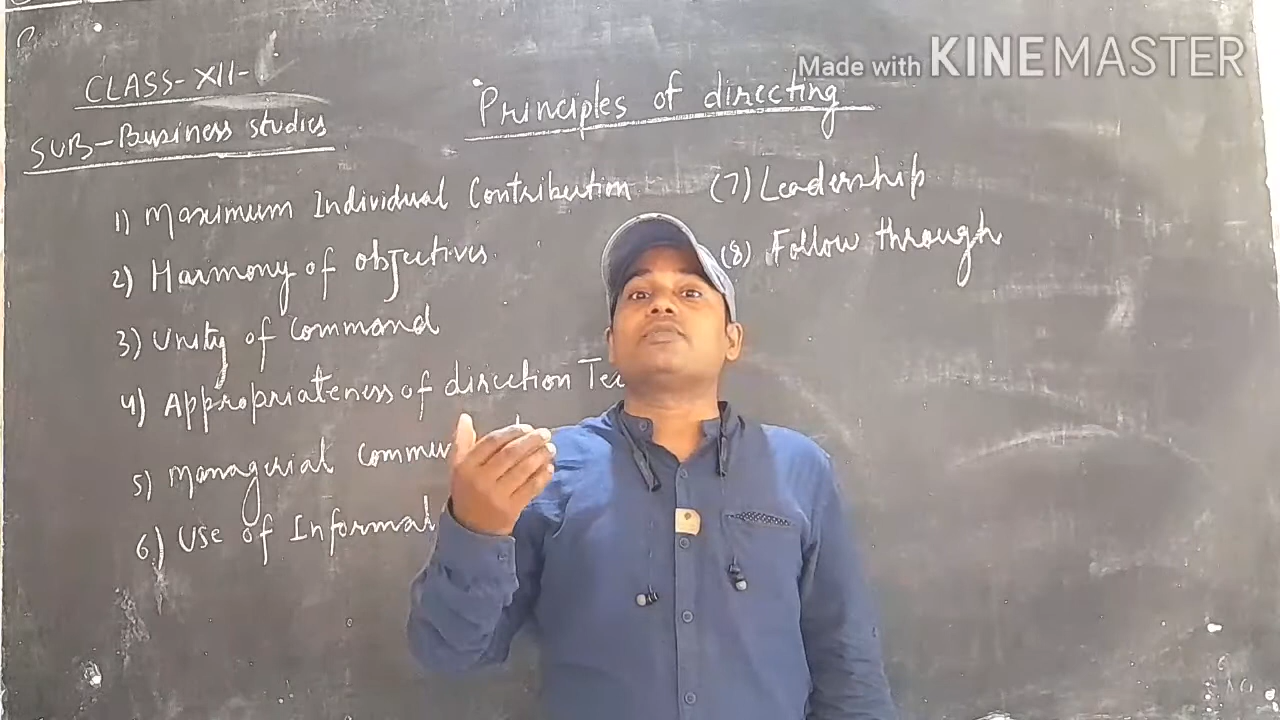 Made with KINEMASTER
CLASS-XII-
SUB-Business studies
Principles of directing
1) Maximum Individual Contribution
2) Harmony of objectives
3) Unity of Command
4) Appropriateness of direction
5) Managerial
6) Use of Informal
(7) Leadership
(8) Follow through